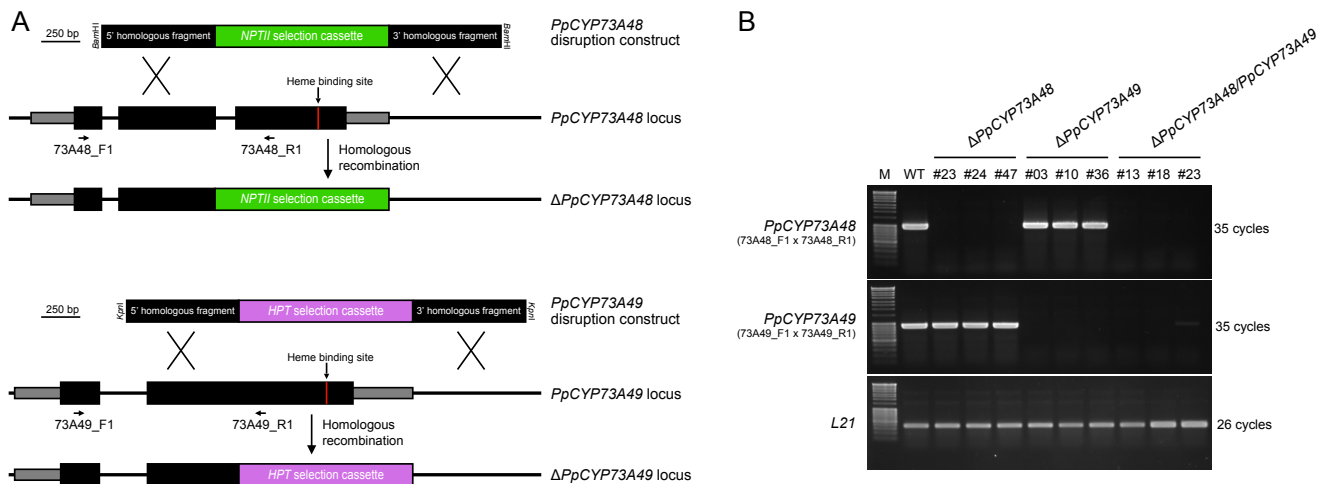 A
250 bp
BamHI
5’ homologous fragment
NPTII selection cassette
3’ homologous fragment
BamHI
PpCYP73A48
disruption construct
Heme binding site
PpCYP73A48 locus
73A48_F1
73A48_R1
Homologous
recombination
NPTII selection cassette
ΔPpCYP73A48 locus
250 bp
KpnI
5’ homologous fragment
HPT selection cassette
3’ homologous fragment
KpnI
PpCYP73A49
disruption construct
Heme binding site
PpCYP73A49 locus
73A49_F1
73A49_R1
Homologous
recombination
HPT selection cassette
ΔPpCYP73A49 locus
B
ΔPpCYP73A48
ΔPpCYP73A49
ΔPpCYP73A48/PpCYP73A49
M WT #23 #24 #47 #03 #10 #36 #13 #18 #23
PpCYP73A48
(73A48_F1 x 73A48_R1)
35 cycles
PpCYP73A49
(73A49_F1 x 73A49_R1)
35 cycles
L21
26 cycles